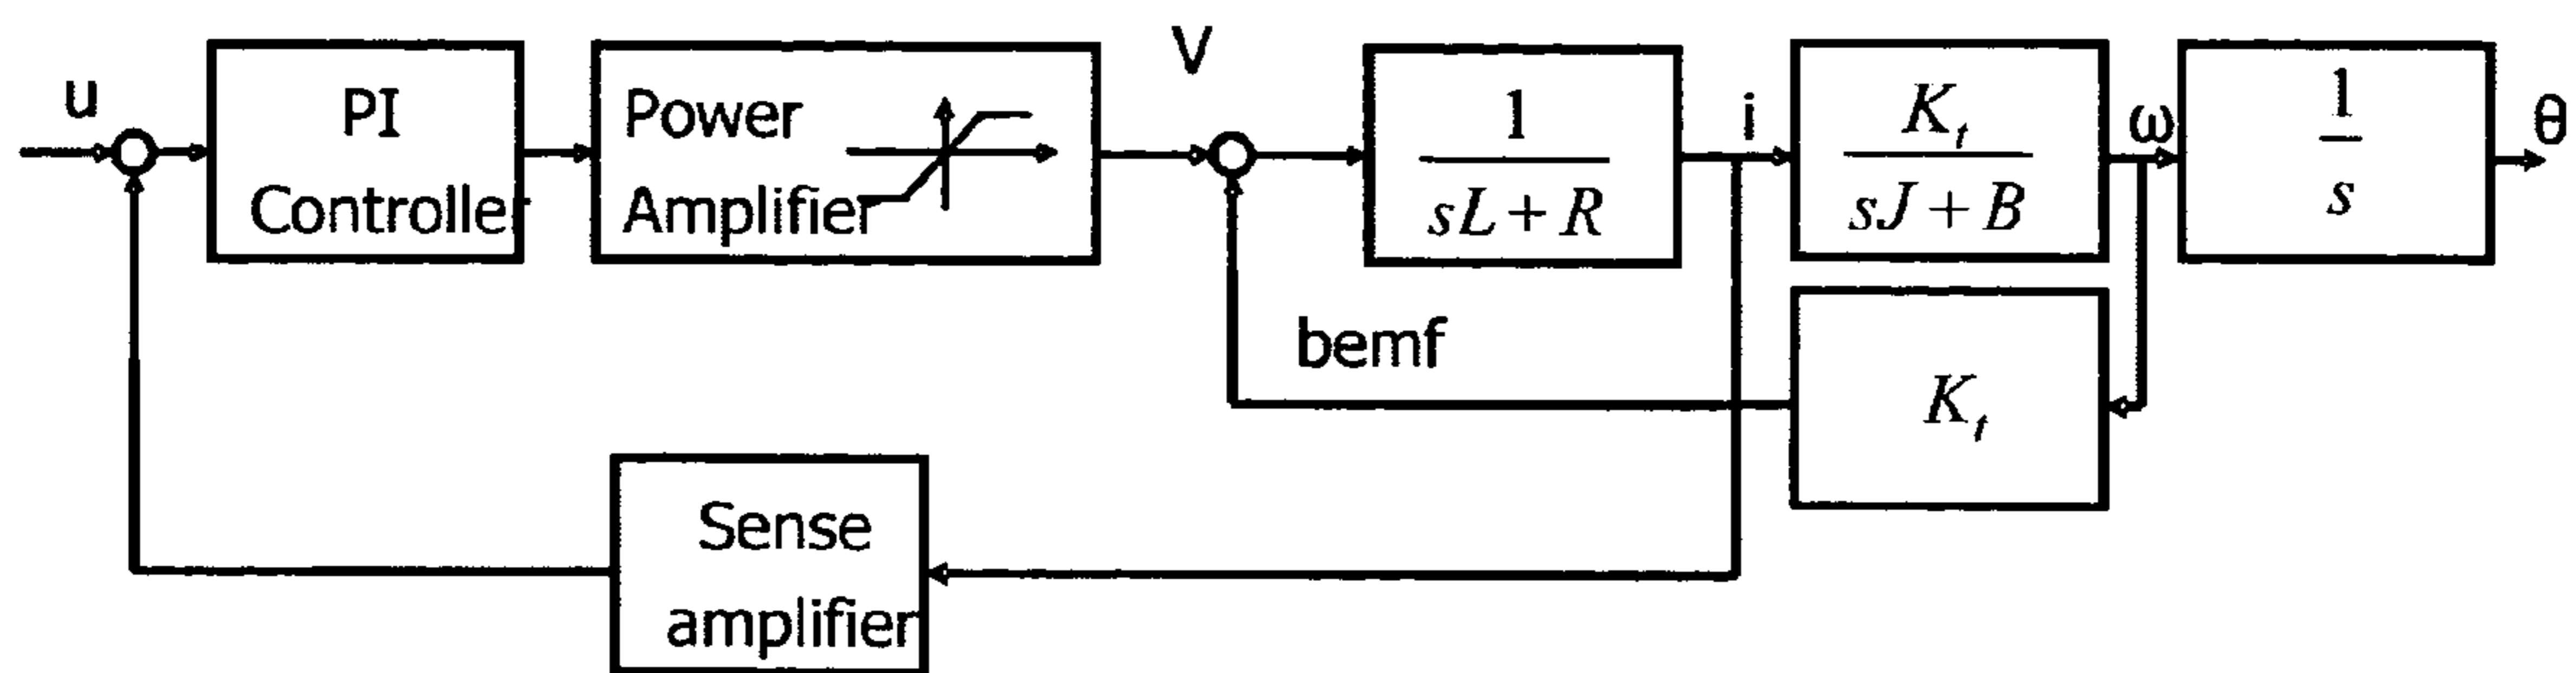 u
PI
Controller
Power
Amplifier
V
1
sL + R
i
K_t
sJ + B
ω
1
s
θ
bemf
K_t
Sense
amplifier